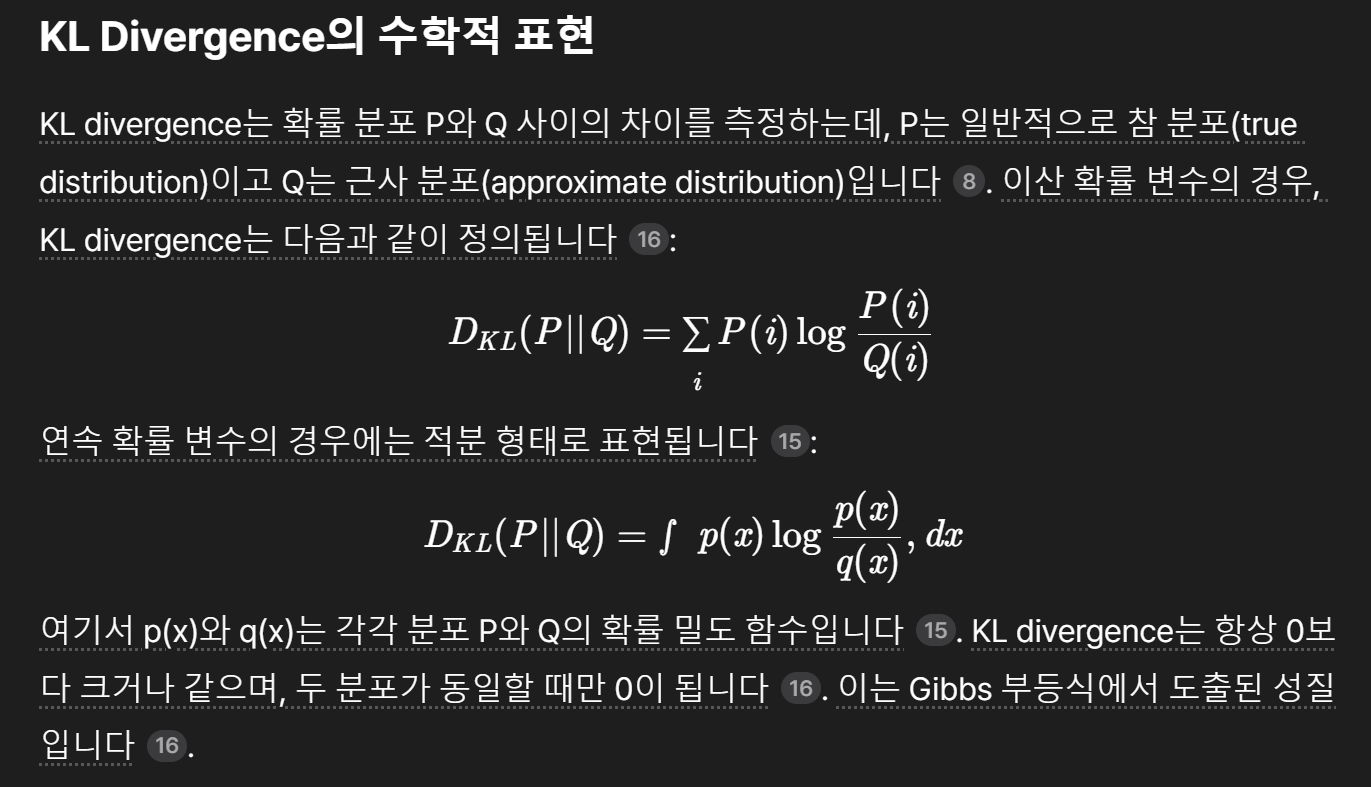 KL Divergence의 수학적 표현
KL divergence는 확률 분포 P와 Q 사이의 차이를 측정하는데, P는 일반적으로 참 분포(true
distribution)이고 Q는 근사 분포(approximate distribution)입니다 8. 이산 확률 변수의 경우,
KL divergence는 다음과 같이 정의됩니다 16:
D_{KL}(P||Q) = \sum_i P(i) \log \frac{P(i)}{Q(i)}
연속 확률 변수의 경우에는 적분 형태로 표현됩니다 15:
D_{KL}(P||Q) = \int p(x) \log \frac{p(x)}{q(x)}, dx
여기서 p(x)와 q(x)는 각각 분포 P와 Q의 확률 밀도 함수입니다 15. KL divergence는 항상 0보
다 크거나 같으며, 두 분포가 동일할 때만 0이 됩니다 16. 이는 Gibbs 부등식에서 도출된 성질
입니다 16.